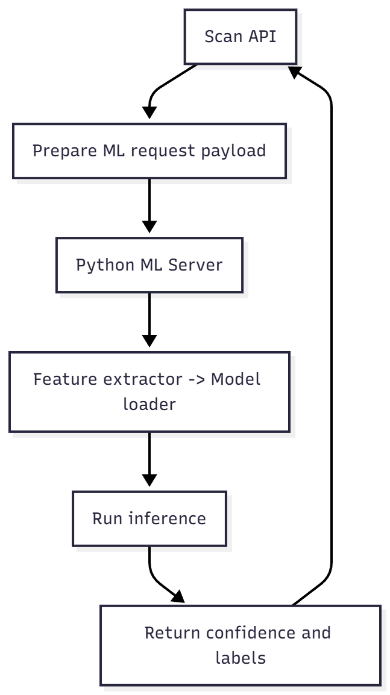 Scan API
Prepare ML request payload
Python ML Server
Feature extractor -> Model
loader
Run inference
Return confidence and
labels